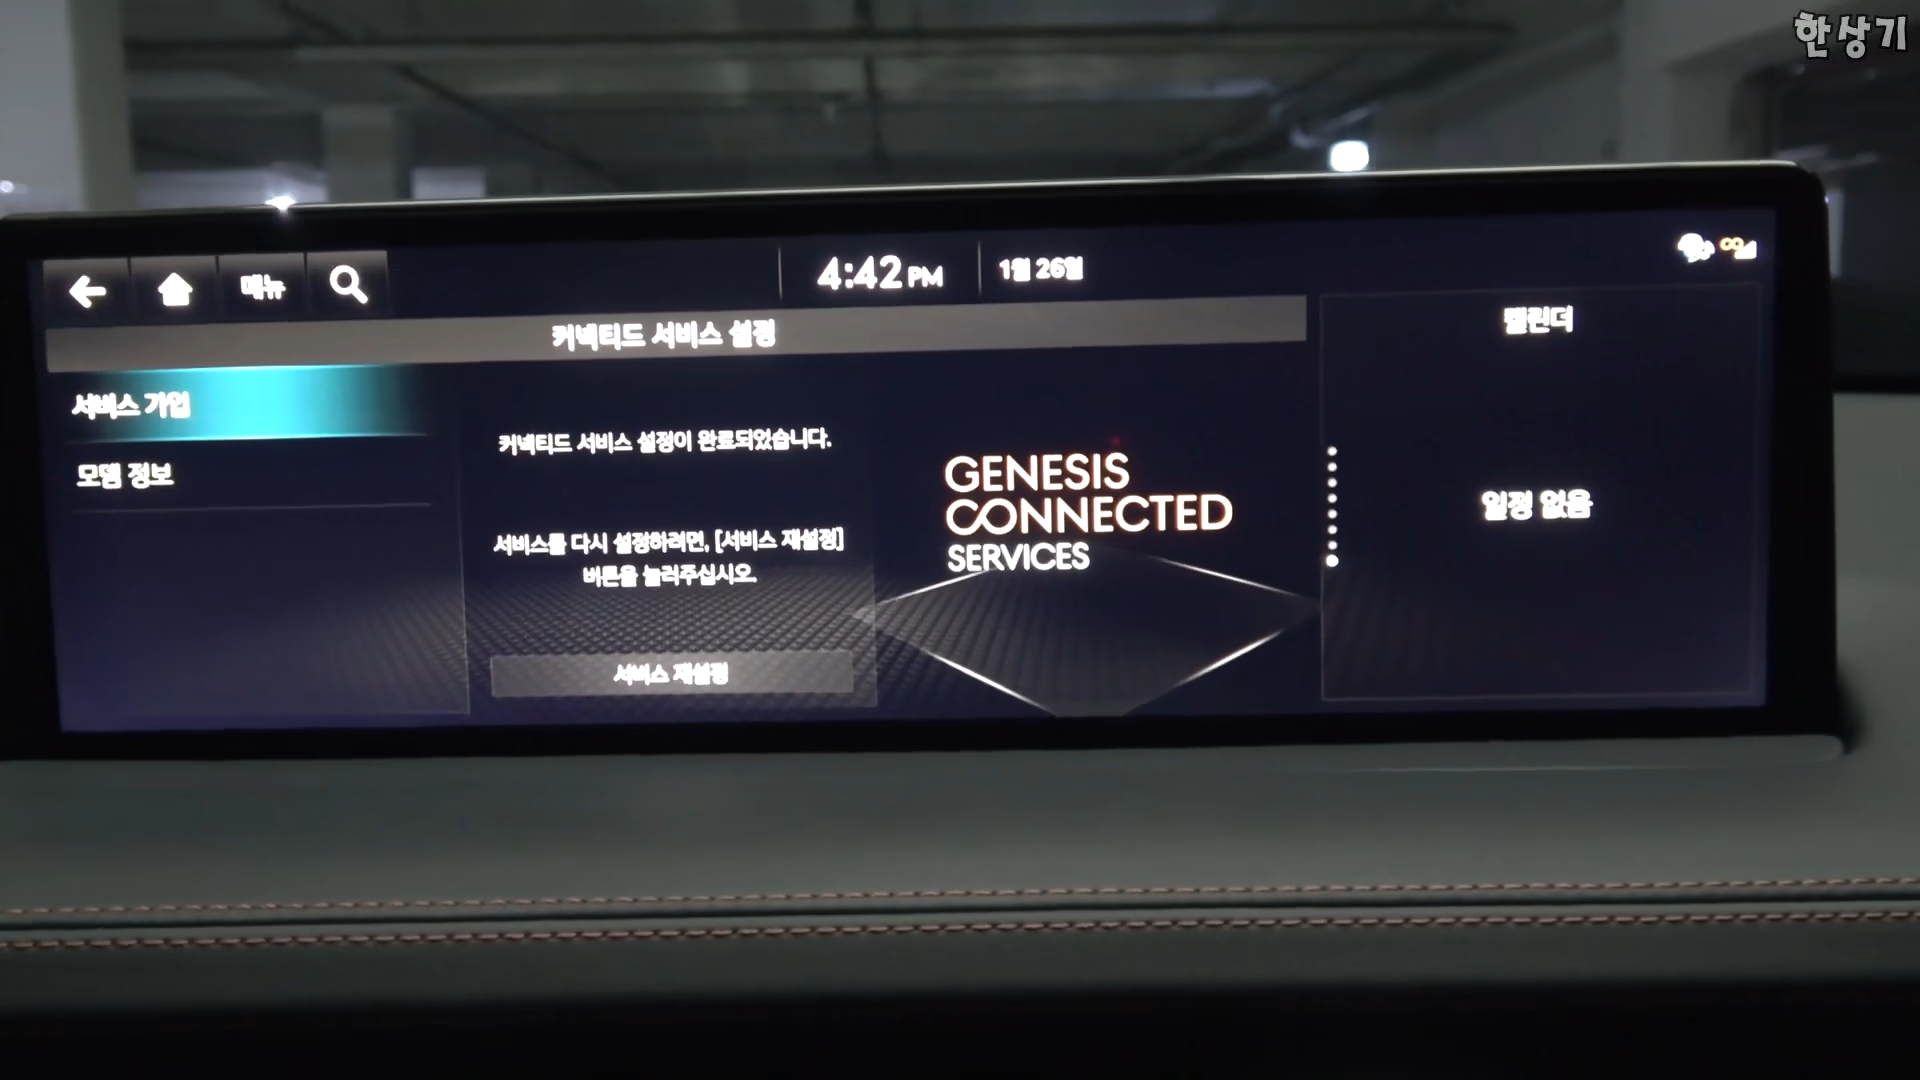 한상기
메뉴
4:42 PM
1월 26일
커넥티드 서비스 설정
캘린더
서비스 가입
모뎀 정보
커넥티드 서비스 설정이 완료되었습니다.
서비스를 다시 설정하려면, [서비스 재설정]
버튼을 눌러주십시오.
서비스 재설정
GENESIS
CONNECTED
SERVICES
일정 없음